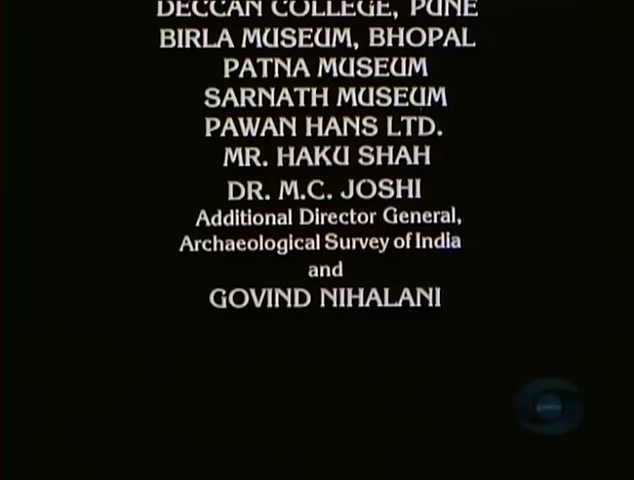 DECCAN COLLEGE, PUNE
BIRLA MUSEUM, BHOPAL
PATNA MUSEUM
SARNATH MUSEUM
PAWAN HANS LTD.
MR. HAKU SHAH
DR. M.C. JOSHI
Additional Director General,
Archaeological Survey of India
and
GOVIND NIHALANI